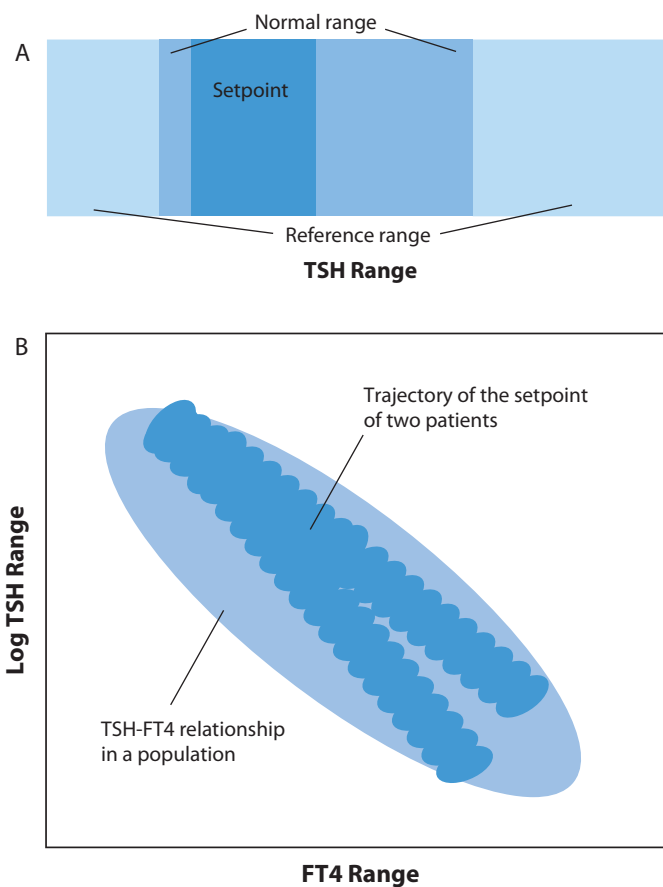 Normal range
A
Setpoint
Reference range
TSH Range
B
Trajectory of the setpoint
of two patients
Log TSH Range
TSH-FT4 relationship
in a population
FT4 Range